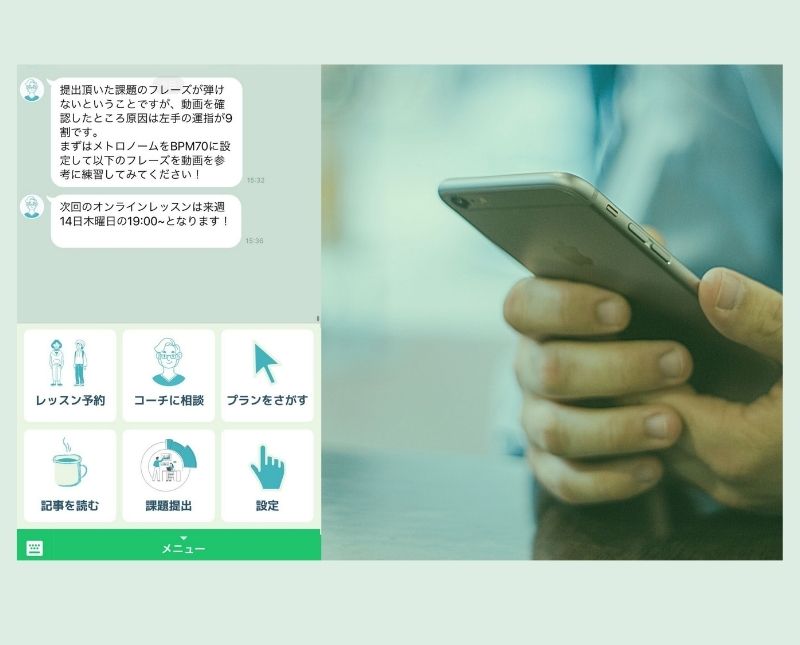 提出頂いた課題のフレーズが弾け
ないということですが、動画を確
認したところ原因は左手の運指が9
割です。
まずはメトロノームをBPM70に設
定して以下のフレーズを動画を参
考に練習してみてください！
15:32
次回のオンラインレッスンは来週
14日木曜日の19:00~となります！
15:36
レッスン予約
コーチに相談
プランをさがす
記事を読む
課題提出
設定
メニュー